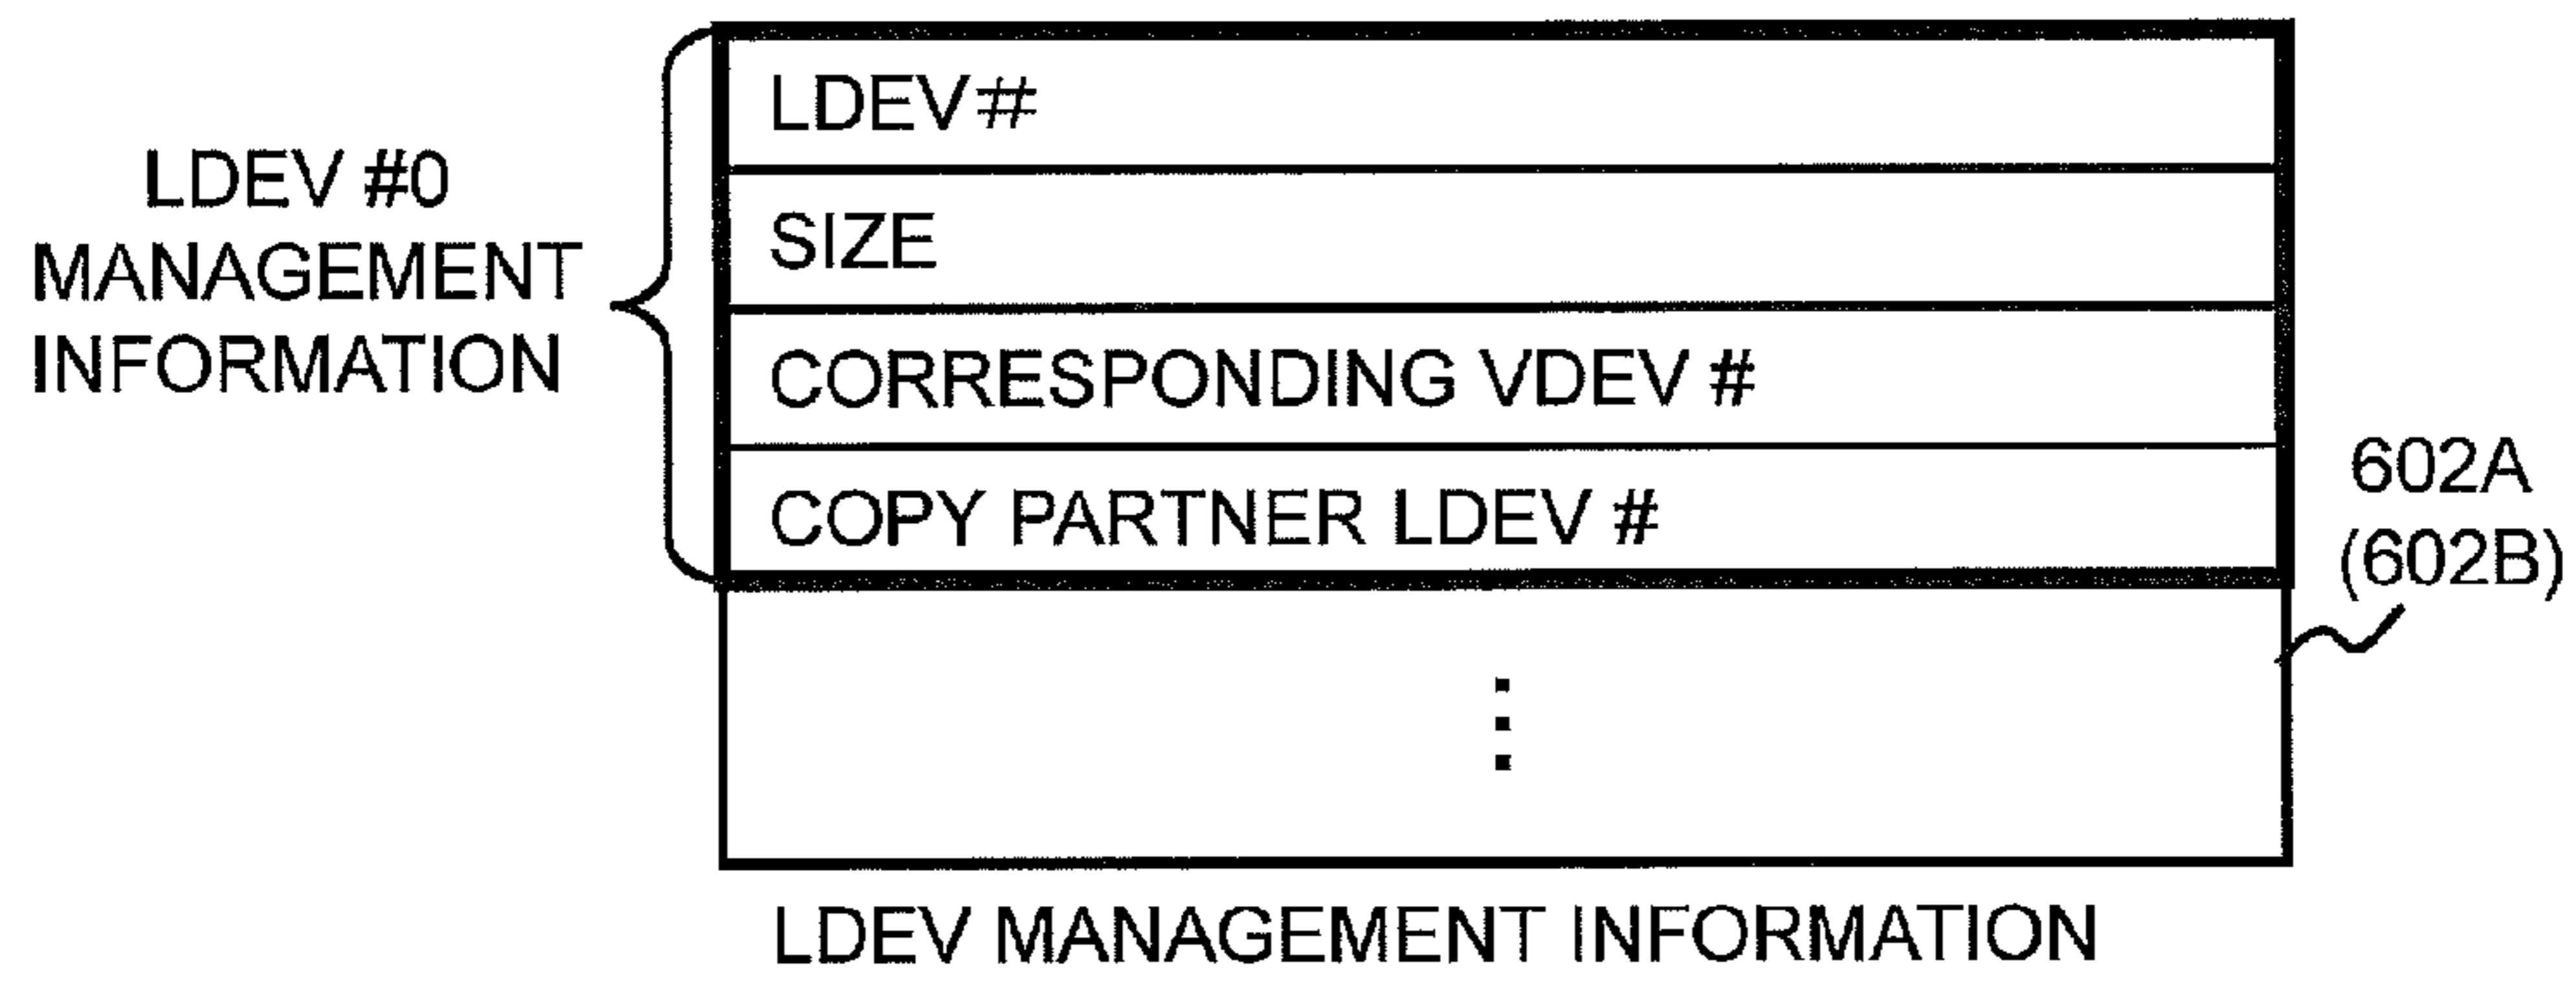 LDEV #0
MANAGEMENT
INFORMATION
LDEV#
SIZE
CORRESPONDING VDEV #
COPY PARTNER LDEV #
602A
(602B)
LDEV MANAGEMENT INFORMATION